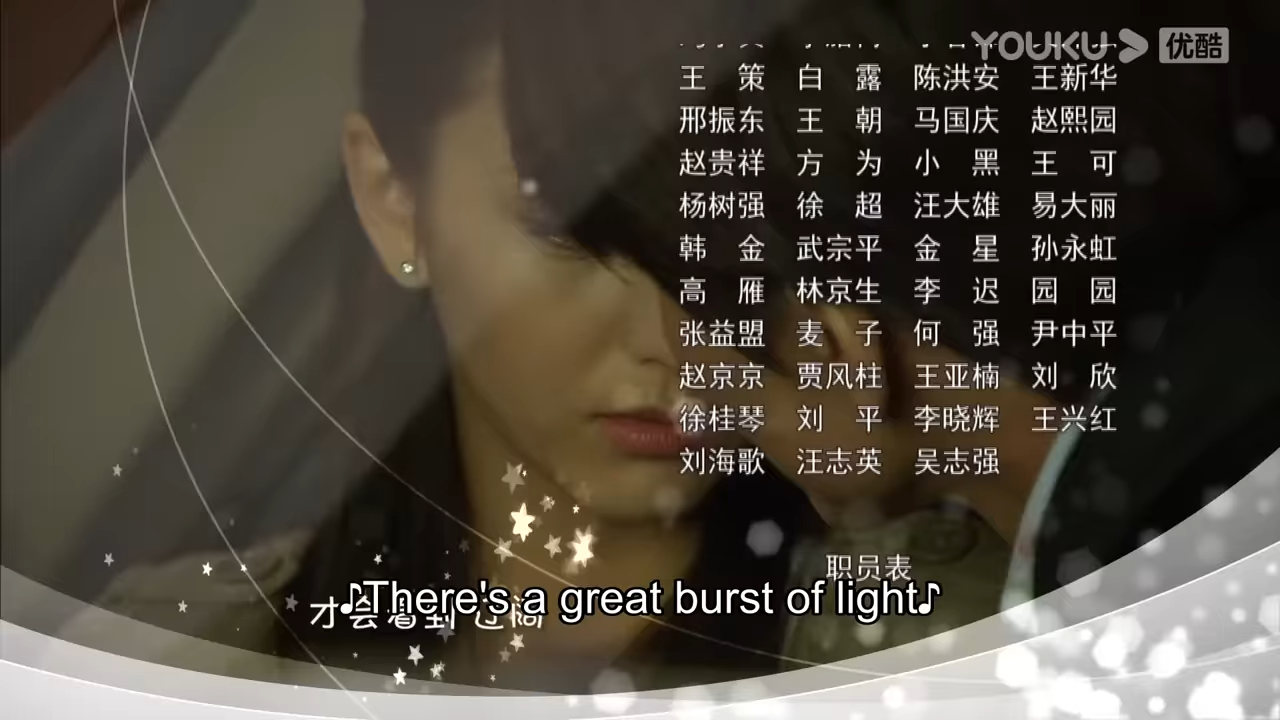 YOUKU 优酷
王策 白露 陈洪安 王新华
邢振东 王朝 马国庆 赵熙园
赵贵祥 方为 小黑 王可
杨树强 徐超 汪大雄 易大丽
韩金 武宗平 金星 孙永虹
高雁 林京生 李迟 园园
张益盟 麦子 何强 尹中平
赵京京 贾风柱 王亚楠 刘欣
徐桂琴 刘平 李晓辉 王兴红
刘海歌 汪志英 吴志强
职员表
♪There's a great burst of light♪
才会看到